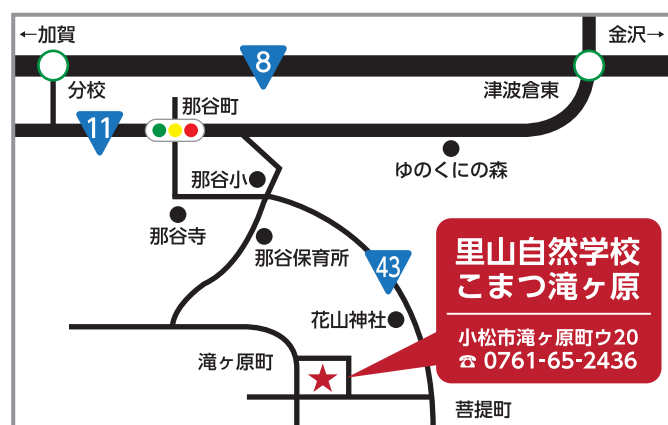 ←加賀
金沢→
8
分校
津波倉東
那谷町
11
ゆのくにの森
那谷小
那谷寺
那谷保育所
43
里山自然学校
こまつ滝ヶ原
小松市滝ヶ原町ウ20
☎ 0761-65-2436
花山神社
滝ヶ原町
菩提町